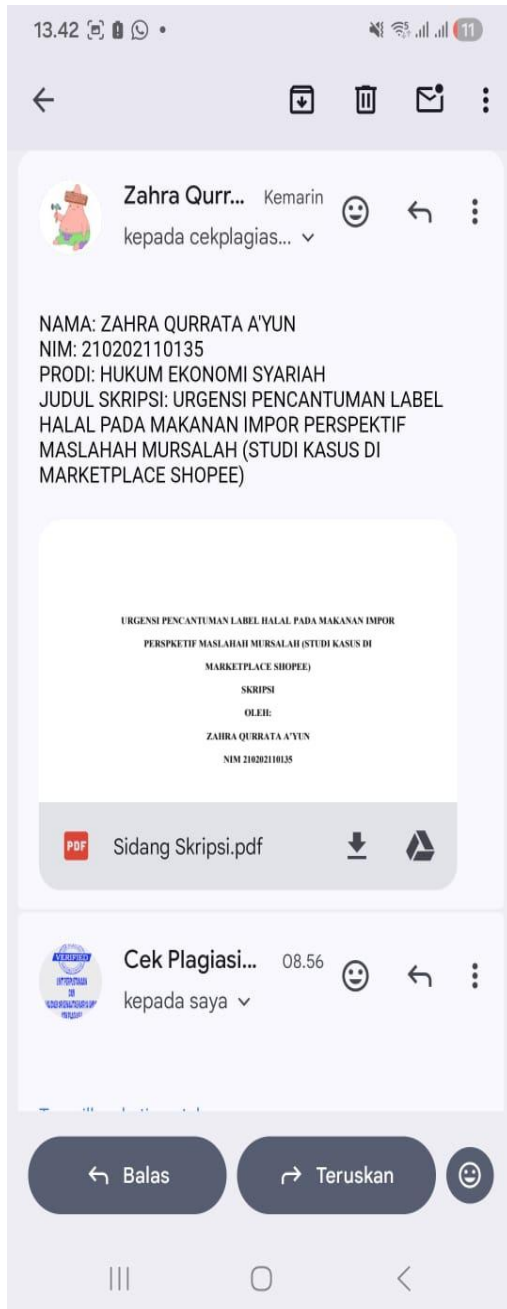 13.42
11
Zahra Qurr... Kemarin
kepada cekplagias...
NAMA: ZAHRA QURRATA A'YUN
NIM: 210202110135
PRODI: HUKUM EKONOMI SYARIAH
JUDUL SKRIPSI: URGENSI PENCANTUMAN LABEL
HALAL PADA MAKANAN IMPOR PERSPEKTIF
MASLAHAH MURSALAH (STUDI KASUS DI
MARKETPLACE SHOPEE)
URGENSI PENCANTUMAN LABEL HALAL PADA MAKANAN IMPOR
PERSPKETIF MASLAHAH MURSALAH (STUDI KASUS DI
MARKETPLACE SHOPEE)
SKRIPSI
OLEH:
ZAHRA QURRATA A'YUN
NIM 210202110135
PDF Sidang Skripsi.pdf
VERIFIED
Cek Plagiasi... 08.56
kepada saya
Balas
Teruskan